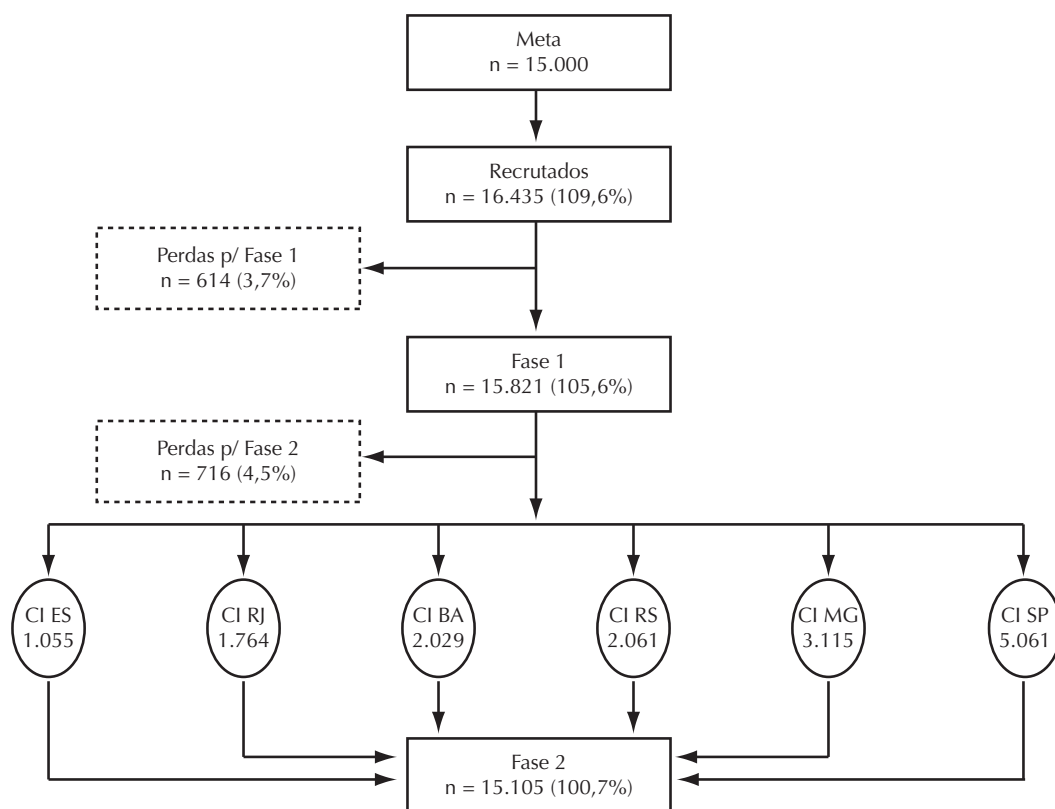 Meta
n = 15.000
Recrutados
n = 16.435 (109,6%)
Perdas p/ Fase 1
n = 614 (3,7%)
Fase 1
n = 15.821 (105,6%)
Perdas p/ Fase 2
n = 716 (4,5%)
CI ES
1.055
CI RJ
1.764
CI BA
2.029
CI RS
2.061
CI MG
3.115
CI SP
5.061
Fase 2
n = 15.105 (100,7%)